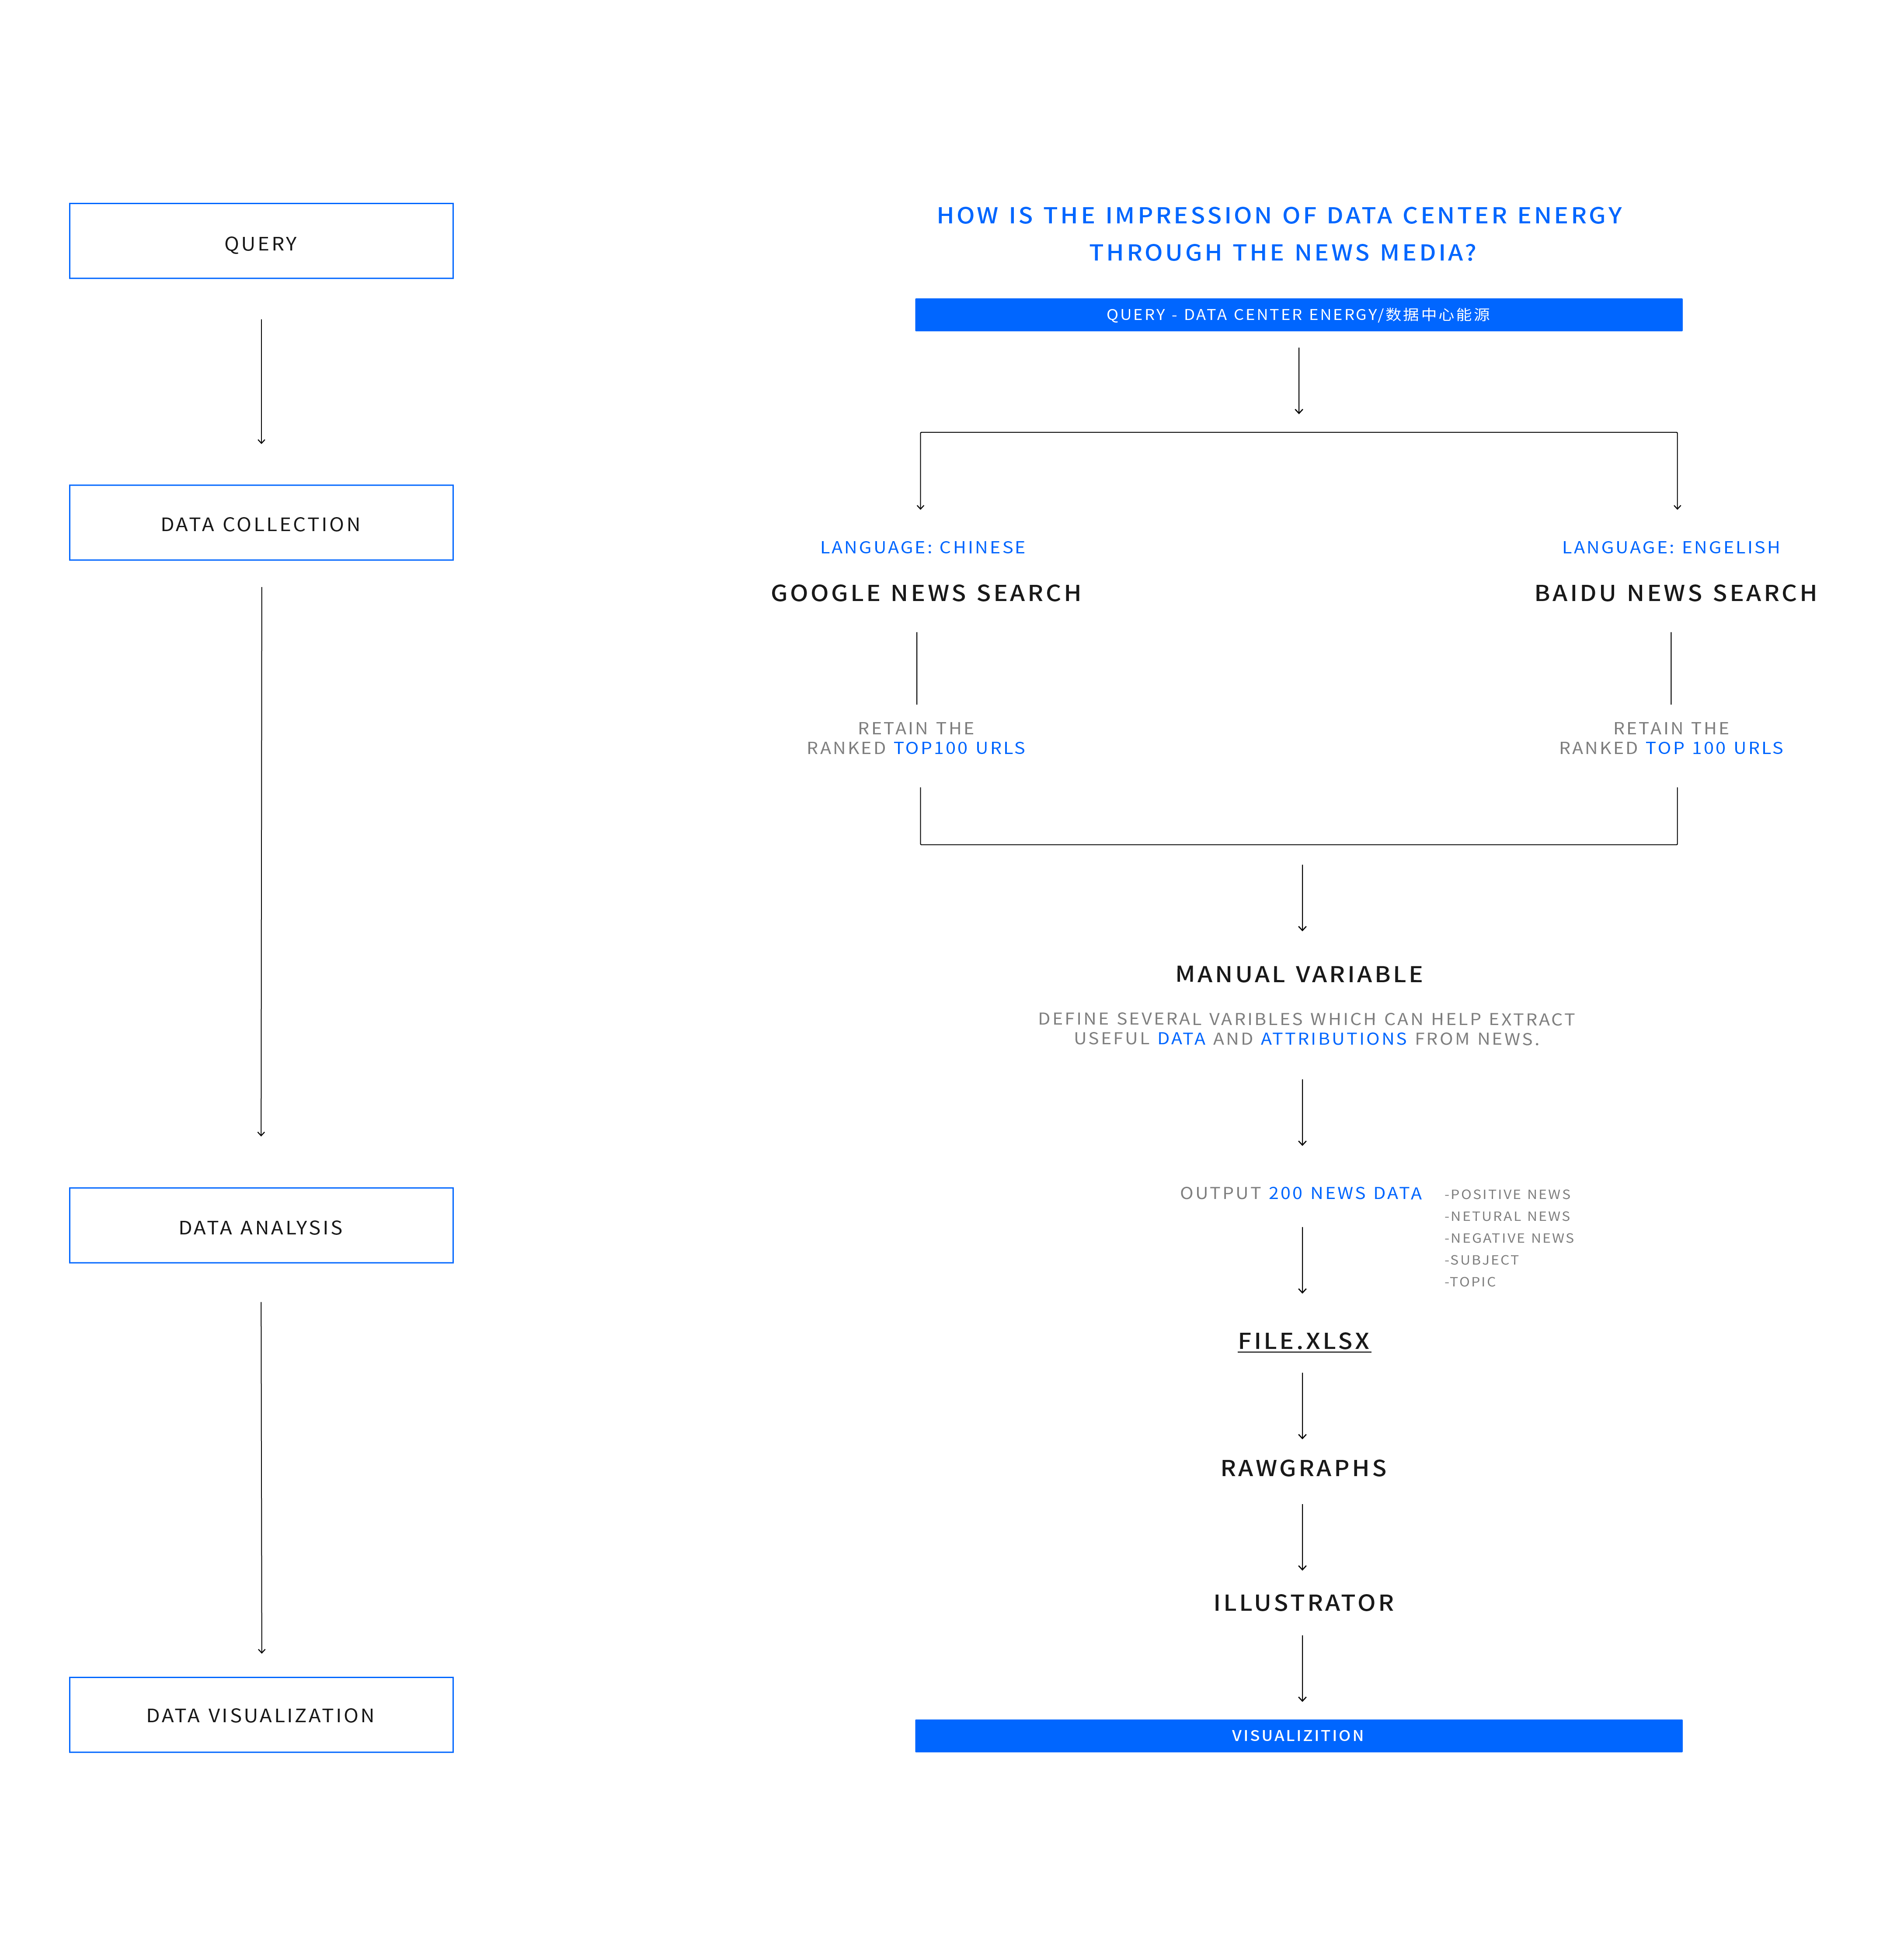 QUERY
DATA COLLECTION
DATA ANALYSIS
DATA VISUALIZATION
HOW IS THE IMPRESSION OF DATA CENTER ENERGY
THROUGH THE NEWS MEDIA?
QUERY - DATA CENTER ENERGY/数据中心能源
LANGUAGE: CHINESE
GOOGLE NEWS SEARCH
RETAIN THE
RANKED TOP100 URLS
LANGUAGE: ENGELISH
BAIDU NEWS SEARCH
RETAIN THE
RANKED TOP 100 URLS
MANUAL VARIABLE
DEFINE SEVERAL VARIBLES WHICH CAN HELP EXTRACT
USEFUL DATA AND ATTRIBUTIONS FROM NEWS.
OUTPUT 200 NEWS DATA
-POSITIVE NEWS
-NETURAL NEWS
-NEGATIVE NEWS
-SUBJECT
-TOPIC
FILE.XLSX
RAWGRAPHS
ILLUSTRATOR
VISUALIZITION